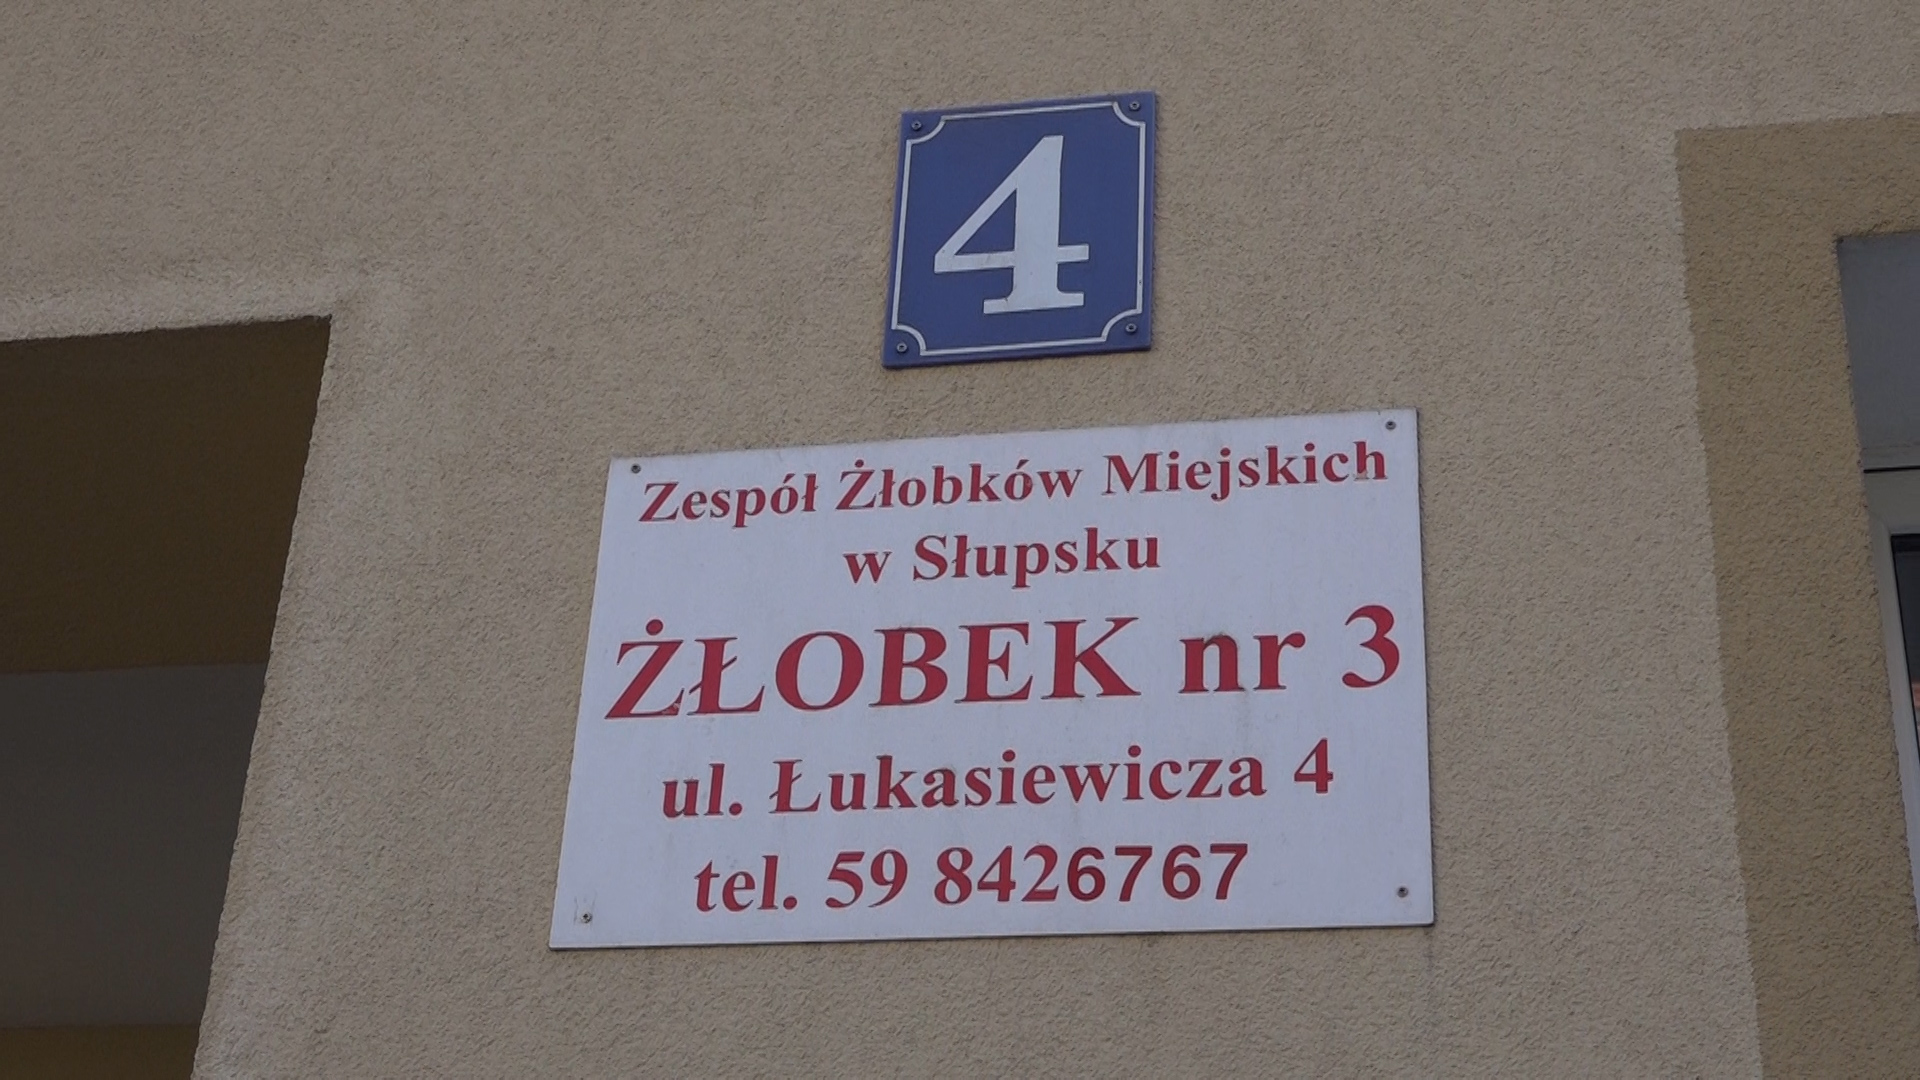 4
Zespół Żłobków Miejskich
w Słupsku
ŻŁOBEK nr 3
ul. Łukasiewicza 4
tel. 59 8426767